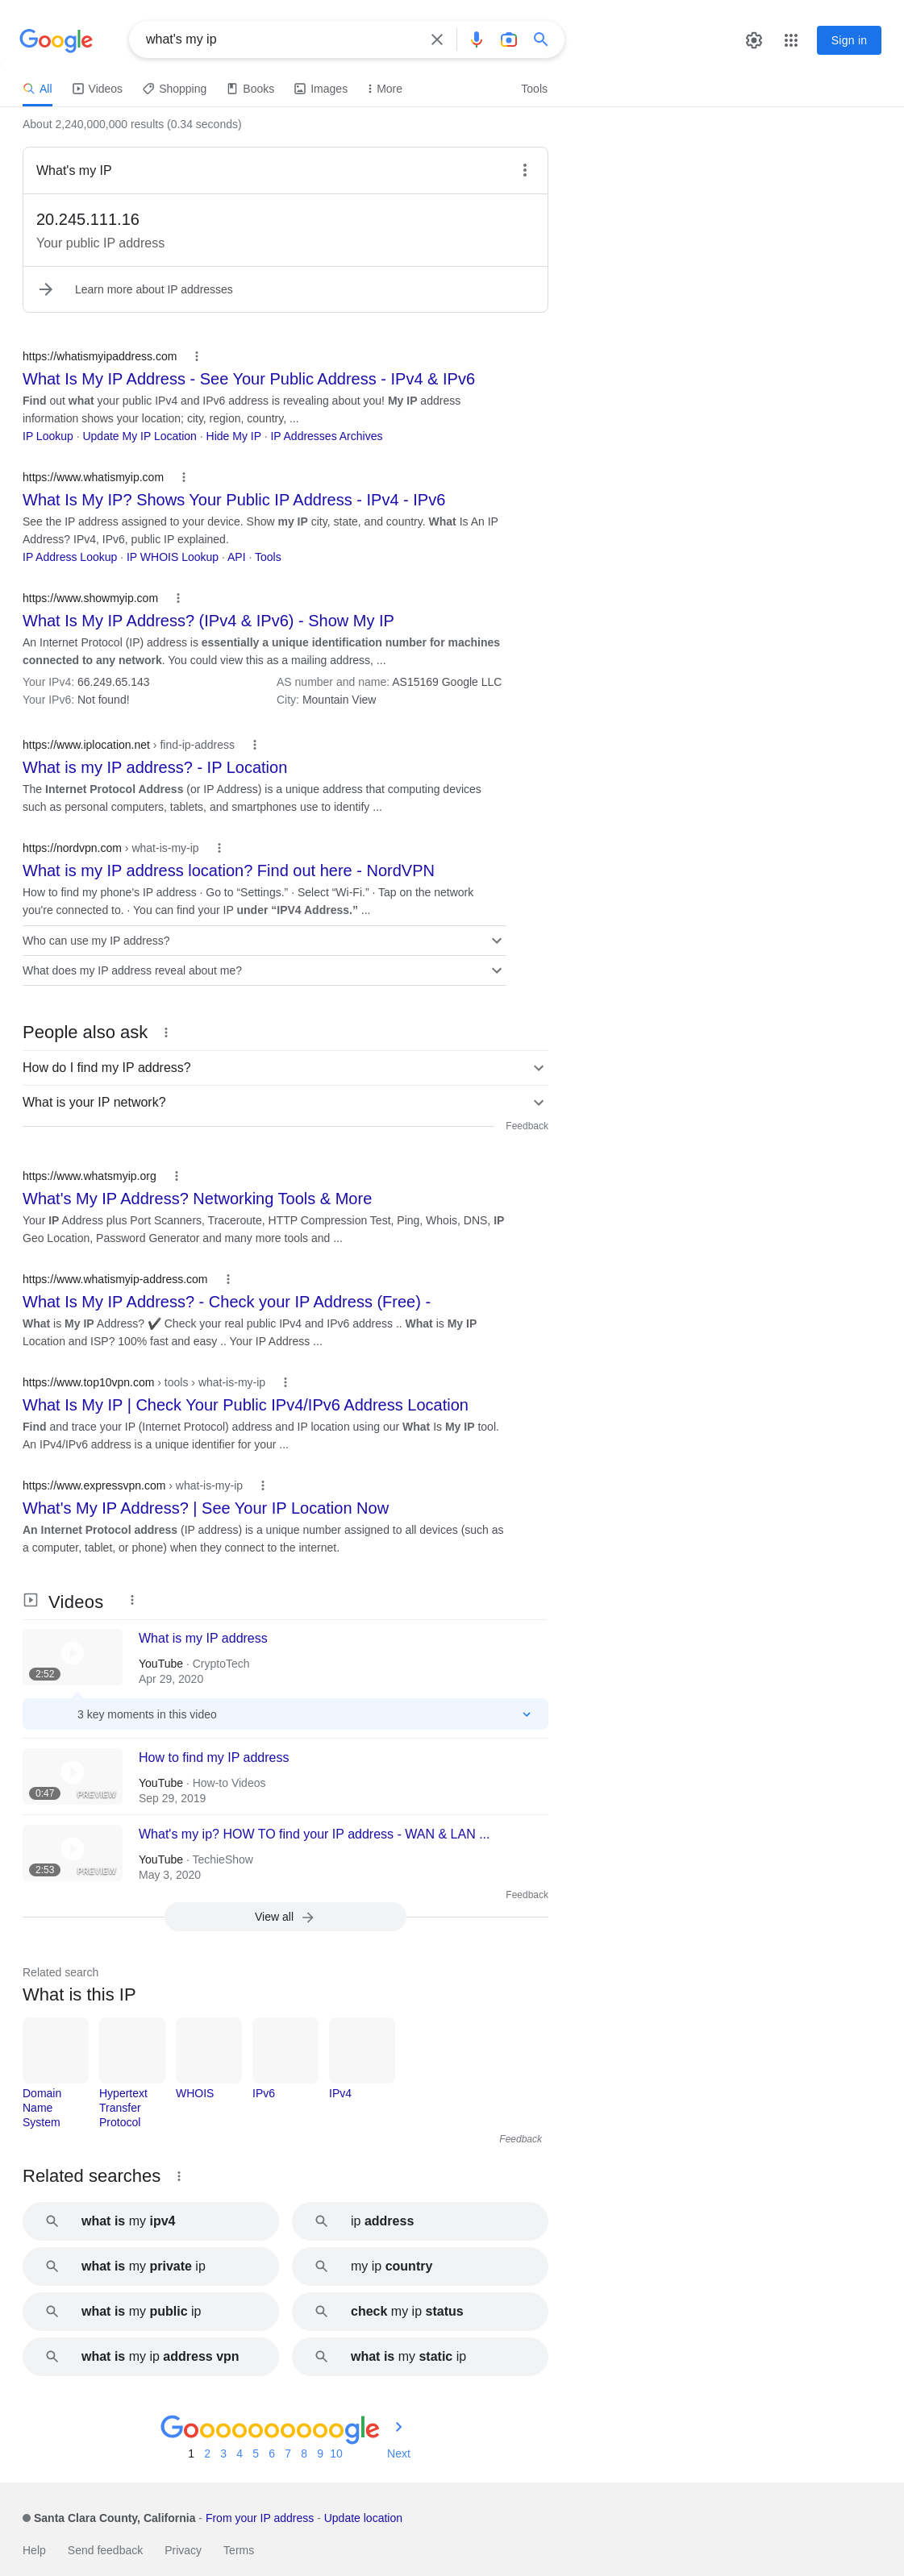 Google
what's my ip
Sign in
All
Videos
Shopping
Books
Images
More
Tools
About 2,240,000,000 results (0.34 seconds)
What's my IP
20.245.111.16
Your public IP address
Learn more about IP addresses
https://whatismyipaddress.com
What Is My IP Address - See Your Public Address - IPv4 & IPv6
Find out what your public IPv4 and IPv6 address is revealing about you! My IP address
information shows your location; city, region, country, ...
IP Lookup · Update My IP Location · Hide My IP · IP Addresses Archives
https://www.whatismyip.com
What Is My IP? Shows Your Public IP Address - IPv4 - IPv6
See the IP address assigned to your device. Show my IP city, state, and country. What Is An IP
Address? IPv4, IPv6, public IP explained.
IP Address Lookup · IP WHOIS Lookup · API · Tools
https://www.showmyip.com
What Is My IP Address? (IPv4 & IPv6) - Show My IP
An Internet Protocol (IP) address is essentially a unique identification number for machines
connected to any network. You could view this as a mailing address, ...
Your IPv4: 66.249.65.143
AS number and name: AS15169 Google LLC
Your IPv6: Not found!
City: Mountain View
https://www.iplocation.net › find-ip-address
What is my IP address? - IP Location
The Internet Protocol Address (or IP Address) is a unique address that computing devices
such as personal computers, tablets, and smartphones use to identify ...
https://nordvpn.com › what-is-my-ip
What is my IP address location? Find out here - NordVPN
How to find my phone's IP address · Go to “Settings.” · Select “Wi-Fi.” · Tap on the network
you're connected to. · You can find your IP under “IPV4 Address.” ...
Who can use my IP address?
What does my IP address reveal about me?
People also ask
How do I find my IP address?
What is your IP network?
Feedback
https://www.whatsmyip.org
What's My IP Address? Networking Tools & More
Your IP Address plus Port Scanners, Traceroute, HTTP Compression Test, Ping, Whois, DNS, IP
Geo Location, Password Generator and many more tools and ...
https://www.whatismyip-address.com
What Is My IP Address? - Check your IP Address (Free) -
What is My IP Address? ✔️ Check your real public IPv4 and IPv6 address .. What is My IP
Location and ISP? 100% fast and easy .. Your IP Address ...
https://www.top10vpn.com › tools › what-is-my-ip
What Is My IP | Check Your Public IPv4/IPv6 Address Location
Find and trace your IP (Internet Protocol) address and IP location using our What Is My IP tool.
An IPv4/IPv6 address is a unique identifier for your ...
https://www.expressvpn.com › what-is-my-ip
What's My IP Address? | See Your IP Location Now
An Internet Protocol address (IP address) is a unique number assigned to all devices (such as
a computer, tablet, or phone) when they connect to the internet.
Videos
What is my IP address
YouTube · CryptoTech
2:52
Apr 29, 2020
3 key moments in this video
How to find my IP address
YouTube · How-to Videos
0:47
PREVIEW
Sep 29, 2019
What's my ip? HOW TO find your IP address - WAN & LAN ...
YouTube · TechieShow
2:53
PREVIEW
May 3, 2020
Feedback
View all
Related search
What is this IP
Domain
Name
System
Hypertext
Transfer
Protocol
WHOIS
IPv6
IPv4
Feedback
Related searches
what is my ipv4
ip address
what is my private ip
my ip country
what is my public ip
check my ip status
what is my ip address vpn
what is my static ip
Goooooooooogle
1 2 3 4 5 6 7 8 9 10
Next
Santa Clara County, California - From your IP address - Update location
Help
Send feedback
Privacy
Terms